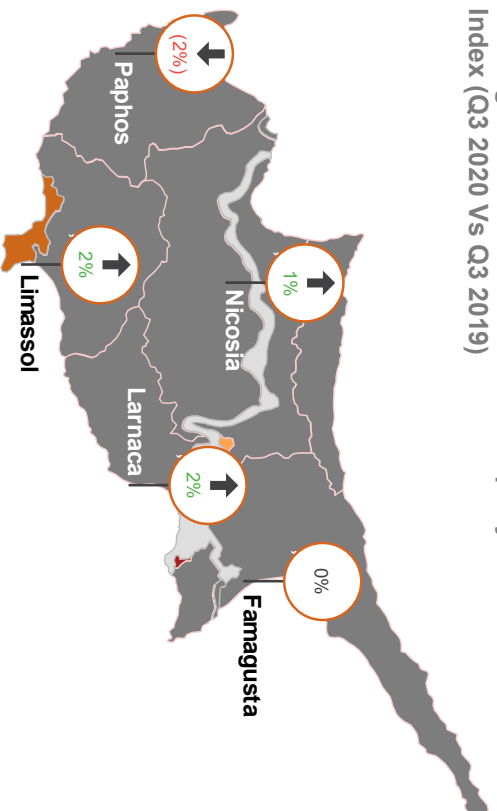 Index (Q3 2020 Vs Q3 2019)
(2%)
Paphos
1%
Nicosia
2%
Limassol
2%
Larnaca
0%
Famagusta